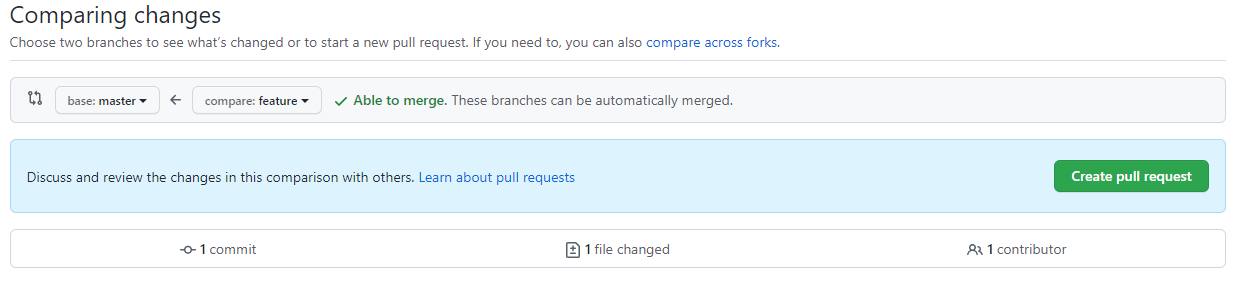 Comparing changes
Choose two branches to see what's changed or to start a new pull request. If you need to, you can also compare across forks.
base: master compare: feature Able to merge. These branches can be automatically merged.
Discuss and review the changes in this comparison with others. Learn about pull requests Create pull request
1 commit 1 file changed 1 contributor